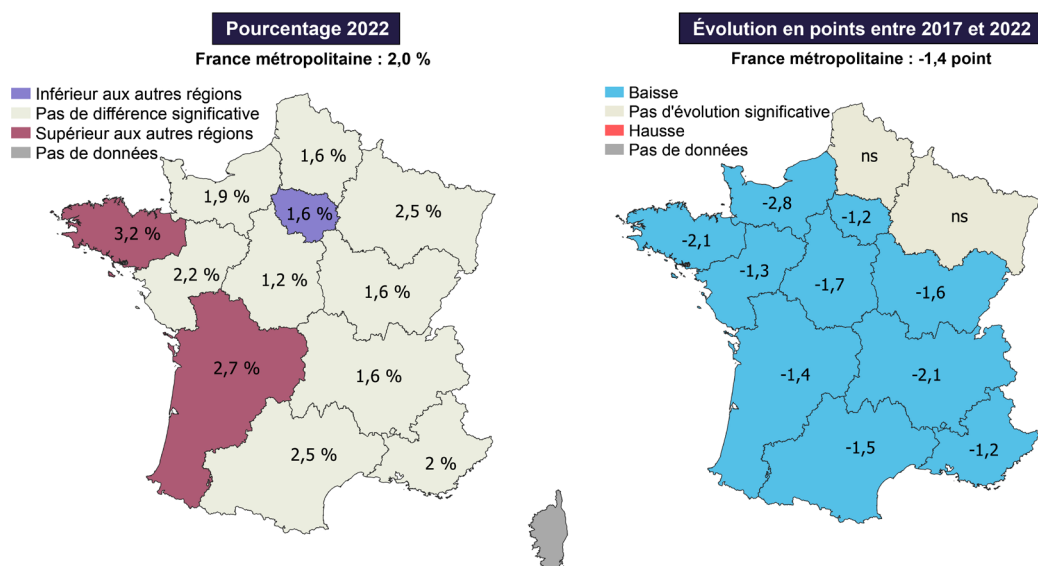 Pourcentage 2022
France métropolitaine : 2,0 %
Inférieur aux autres régions
Pas de différence significative
Supérieur aux autres régions
Pas de données
1,6 %
1,9 %
1,6 %
2,5 %
3,2 %
2,2 %
1,2 %
1,6 %
2,7 %
1,6 %
2,5 %
2 %
Évolution en points entre 2017 et 2022
France métropolitaine : -1,4 point
Baisse
Pas d'évolution significative
Hausse
Pas de données
ns
-2,8
-1,2
ns
-2,1
-1,3
-1,7
-1,6
-1,4
-2,1
-1,5
-1,2